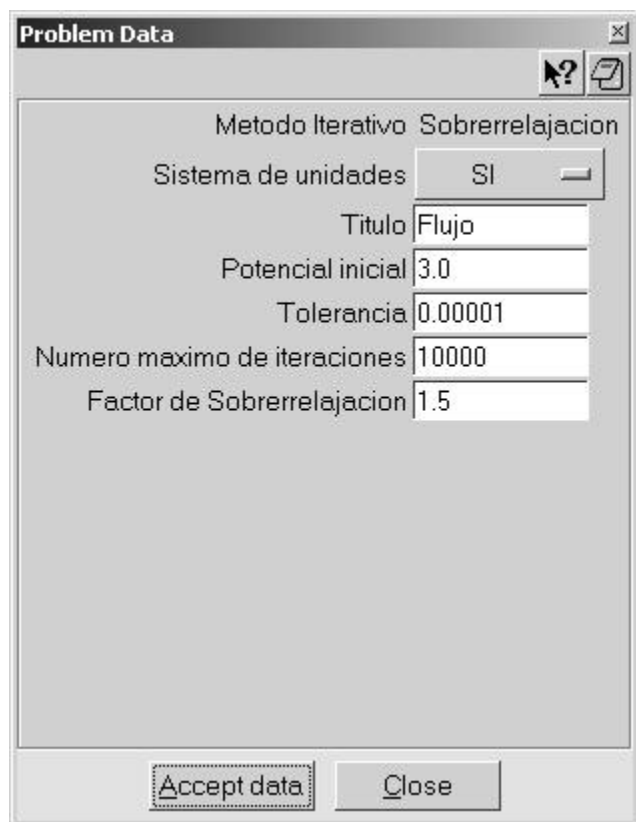 Problem Data
Metodo Iterativo Sobrerrelajacion
Sistema de unidades SI
Titulo Flujo
Potencial inicial 3.0
Tolerancia 0.00001
Numero maximo de iteraciones 10000
Factor de Sobrerrelajacion 1.5
Accept data Close